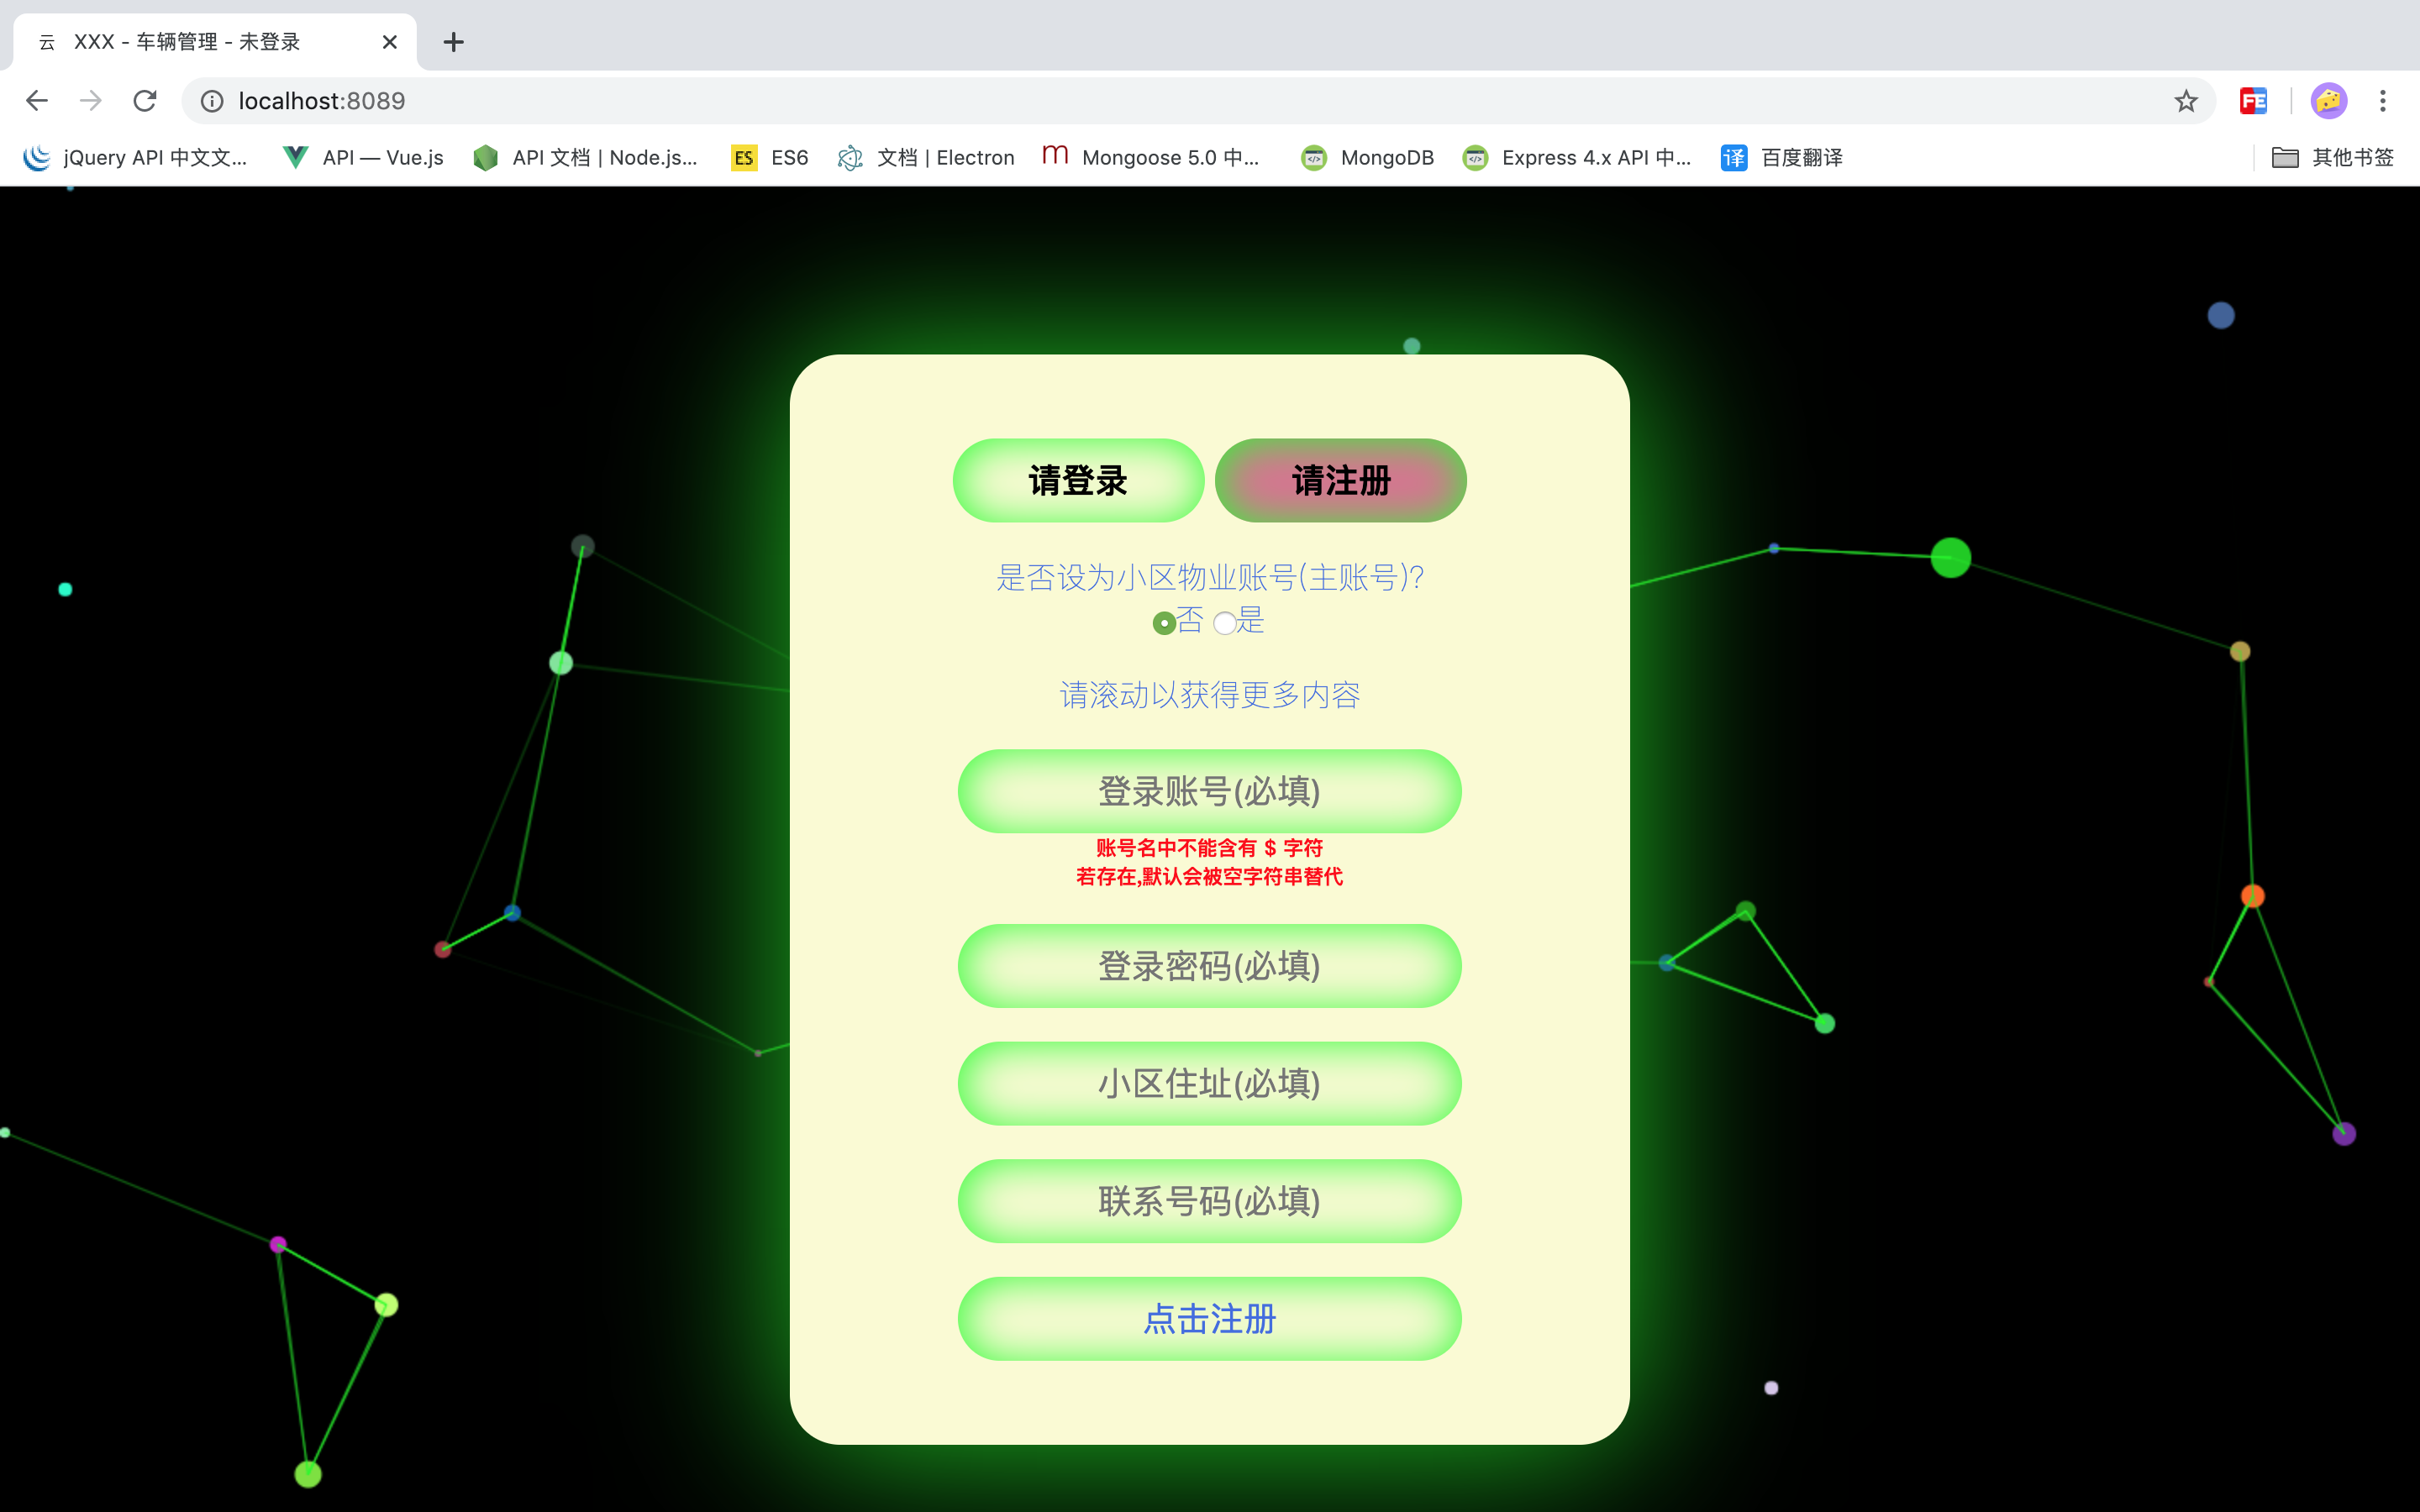 云 XXX - 车辆管理 - 未登录
localhost:8089
FE
jQuery API 中文文...
API — Vue.js
API 文档 | Node.js...
ES ES6
文档 | Electron
m Mongoose 5.0 中...
MongoDB
Express 4.x API 中...
译 百度翻译
其他书签
请登录 请注册
是否设为小区物业账号(主账号)?
否 是
请滚动以获得更多内容
登录账号(必填)
账号名中不能含有 $ 字符
若存在,默认会被空字符串替代
登录密码(必填)
小区住址(必填)
联系号码(必填)
点击注册